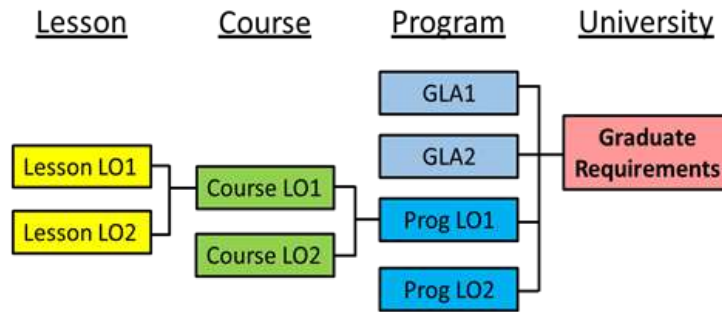 Lesson Course Program University
GLA1
GLA2
Graduate
Requirements
Lesson LO1
Lesson LO2
Course LO1
Course LO2
Prog LO1
Prog LO2